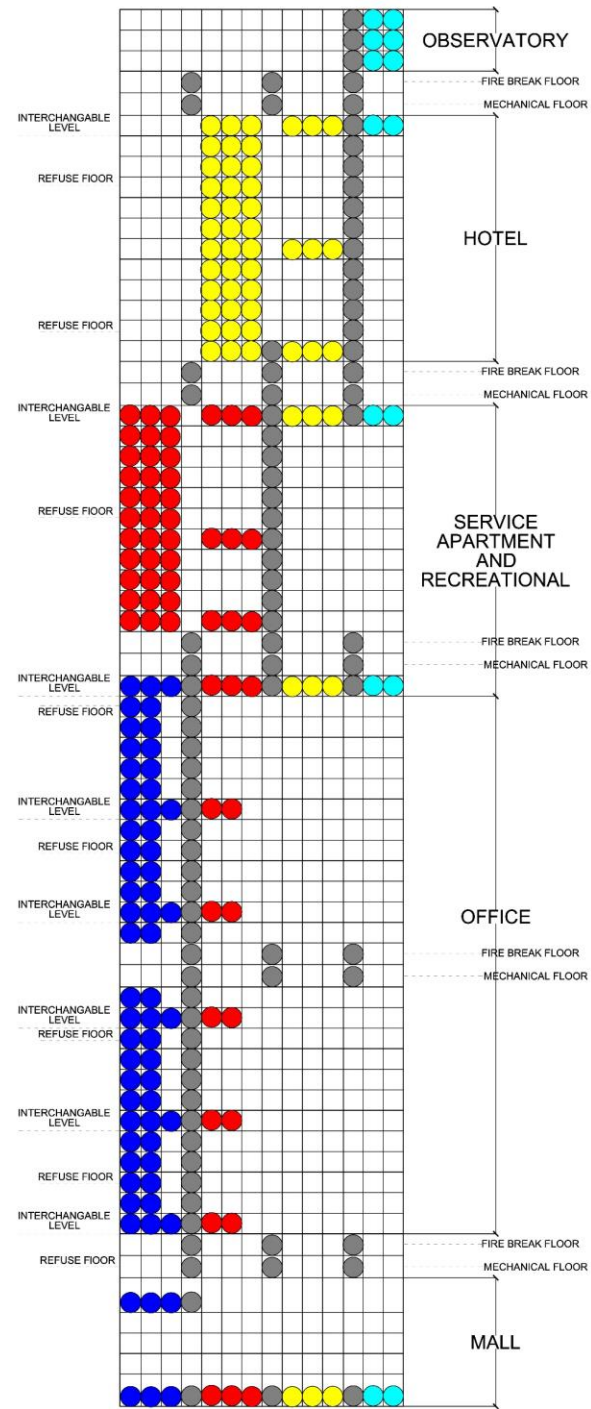 OBSERVATORY
FIRE BREAK FLOOR
MECHANICAL FLOOR
INTERCHANGABLE
LEVEL
REFUSE FlOOR
HOTEL
REFUSE FLOOR
FIRE BREAK FLOOR
MECHANICAL FLOOR
INTERCHANGABLE
LEVEL
REFUSE FLOOR
SERVICE
APARTMENT
AND
RECREATIONAL
FIRE BREAK FLOOR
MECHANICAL FLOOR
INTERCHANGABLE
LEVEL
REFUSE FLOOR
INTERCHANGABLE
LEVEL
REFUSE FLOOR
INTERCHANGABLE
LEVEL
OFFICE
FIRE BREAK FLOOR
MECHANICAL FLOOR
INTERCHANGABLE
LEVEL
REFUSE FLOOR
INTERCHANGABLE
LEVEL
REFUSE FLOOR
INTERCHANGABLE
LEVEL
FIRE BREAK FLOOR
REFUSE FLOOR
MECHANICAL FLOOR
MALL